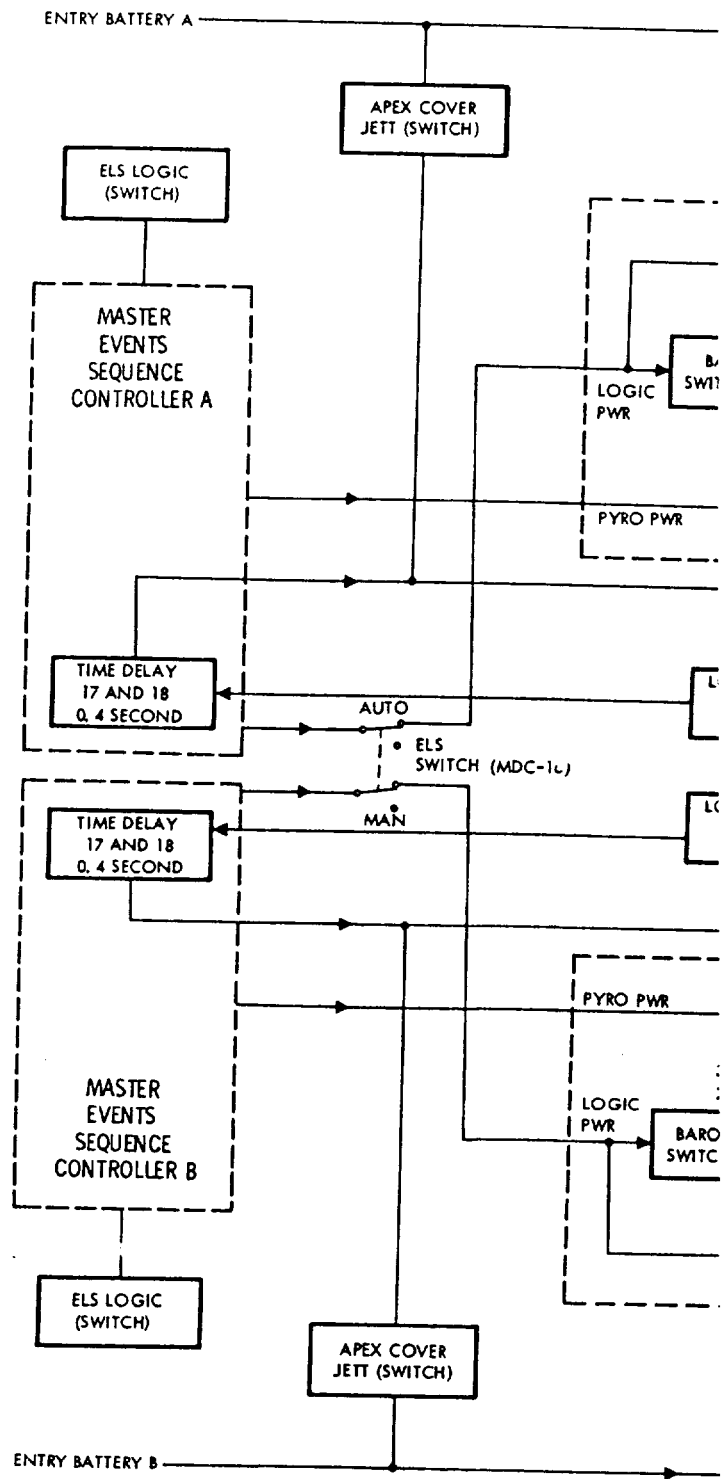 ENTRY BATTERY A
APEX COVER
JETT (SWITCH)
ELS LOGIC
(SWITCH)
MASTER
EVENTS
SEQUENCE
CONTROLLER A
LOGIC
PWR
PYRO PWR
TIME DELAY
17 AND 18
0, 4 SECOND
AUTO
ELS
SWITCH
MAN
TIME DELAY
17 AND 18
0, 4 SECOND
PYRO PWR
MASTER
EVENTS
SEQUENCE
CONTROLLER B
LOGIC
PWR
BARO
SWITC
ELS LOGIC
(SWITCH)
APEX COVER
JETT (SWITCH)
ENTRY BATTERY B